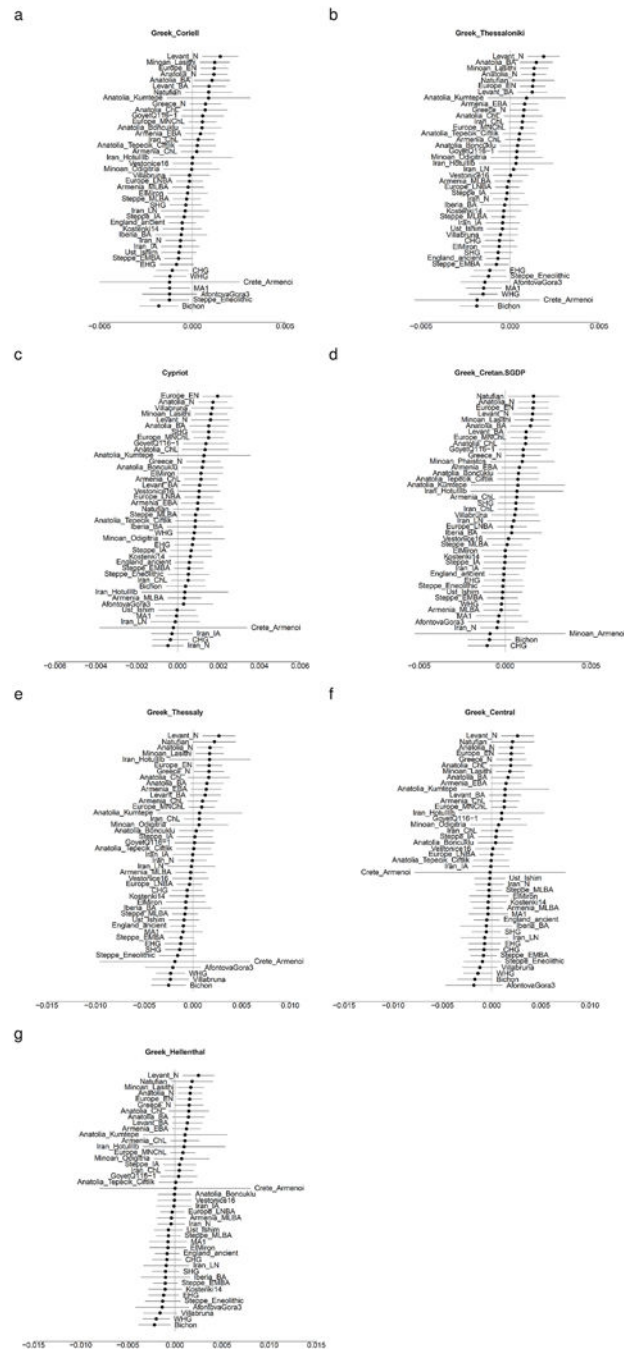 a
Greek_Coriell
Levant_N
Minoan_Lasithi
Europe_EN
Anatolia_N
Anatolia_BA
Levant_BA
Natufian
Anatolia_Kumtepe
Greece_N
Anatolia_ChL
GoyetQ116-1
Europe_MNChL
Anatolia_Boncuklu
Armenia_EBA
Iran_ChL
Anatolia_Tepecik_Ciftlik
Armenia_ChL
Iran_HotuIIIb
Vestonice16
Minoan_Odigitria
Villabruna
Europe_LNBA
Armenia_MLBA
ElMiron
Steppe_MLBA
SHG
Iran_LN
Steppe_IA
England_ancient
Kostenki14
Iberia_BA
Iran_N
Iran_IA
Ust_Ishim
Steppe_EMBA
EHG
CHG
WHG
Crete_Armenoi
MA1
AfontovaGora3
Steppe_Eneolithic
Bichon
−0.005 0.000 0.005
b
Greek_Thessaloniki
Levant_N
Anatolia_BA
Minoan_Lasithi
Anatolia_N
Natufian
Europe_EN
Levant_BA
Anatolia_Kumtepe
Armenia_EBA
Greece_N
Anatolia_ChL
Iran_ChL
Europe_MNChL
Anatolia_Tepecik_Ciftlik
Armenia_ChL
Anatolia_Boncuklu
GoyetQ116-1
Minoan_Odigitria
Iran_HotuIIIb
Iran_LN
Vestonice16
Armenia_MLBA
Europe_LNBA
Steppe_IA
Iran_N
Iberia_BA
Kostenki14
Steppe_MLBA
Iran_IA
Ust_Ishim
Villabruna
CHG
ElMiron
SHG
England_ancient
Steppe_EMBA
EHG
Steppe_Eneolithic
AfontovaGora3
MA1
WHG
Crete_Armenoi
Bichon
−0.005 0.000 0.005
c
Cypriot
Europe_EN
Anatolia_N
Villabruna
Minoan_Lasithi
Levant_N
Anatolia_BA
SHG
Europe_MNChL
GoyetQ116-1
Anatolia_ChL
Anatolia_Kumtepe
Greece_N
Anatolia_Boncuklu
ElMiron
Armenia_ChL
Levant_BA
Vestonice16
Europe_LNBA
Armenia_EBA
Natufian
Steppe_MLBA
Anatolia_Tepecik_Ciftlik
Iberia_BA
WHG
Minoan_Odigitria
EHG
Steppe_IA
Kostenki14
England_ancient
Steppe_EMBA
Steppe_Eneolithic
Iran_ChL
Bichon
Iran_HotuIIIb
Armenia_MLBA
AfontovaGora3
Ust_Ishim
MA1
Iran_LN
Crete_Armenoi
Iran_IA
CHG
Iran_N
−0.006 −0.004 −0.002 0.000 0.002 0.004 0.006
d
Greek_Cretan.SGDP
Natufian
Anatolia_N
Europe_EN
Levant_N
Minoan_Lasithi
Anatolia_BA
Levant_BA
Europe_MNChL
Anatolia_ChL
GoyetQ116-1
Greece_N
Minoan_Phaistos
Armenia_EBA
Anatolia_Boncuklu
Anatolia_Tepecik_Ciftlik
Anatolia_Kumtepe
Iran_HotuIIIb
Armenia_ChL
SHG
Iran_ChL
Villabruna
Iran_LN
Europe_LNBA
Iberia_BA
Vestonice16
Steppe_MLBA
ElMiron
Kostenki14
Steppe_IA
Iran_IA
England_ancient
EHG
Steppe_Eneolithic
Ust_Ishim
Steppe_EMBA
WHG
Armenia_MLBA
MA1
AfontovaGora3
Iran_N
Minoan_Armenoi
Bichon
CHG
−0.005 0.000 0.005
e
Greek_Thessaly
Levant_N
Natufian
Anatolia_N
Minoan_Lasithi
Iran_HotuIIIb
Europe_EN
Greece_N
Anatolia_ChL
Anatolia_BA
Armenia_EBA
Levant_BA
Armenia_ChL
Europe_MNChL
Anatolia_Kumtepe
Iran_ChL
Minoan_Odigitria
Anatolia_Boncuklu
Steppe_IA
GoyetQ116-1
Anatolia_Tepecik_Ciftlik
Iran_IA
Iran_N
Iran_LN
Armenia_MLBA
Vestonice16
Europe_LNBA
CHG
Kostenki14
ElMiron
Iberia_BA
Steppe_MLBA
Ust_Ishim
England_ancient
MA1
Steppe_EMBA
EHG
SHG
Steppe_Eneolithic
Crete_Armenoi
AfontovaGora3
WHG
Villabruna
Bichon
−0.015 −0.010 −0.005 0.000 0.005 0.010
f
Greek_Central
Levant_N
Natufian
Anatolia_N
Europe_EN
Greece_N
Anatolia_ChL
Minoan_Lasithi
Anatolia_BA
Armenia_EBA
Anatolia_Kumtepe
Levant_BA
Armenia_ChL
Europe_MNChL
Iran_HotuIIIb
GoyetQ116-1
Minoan_Odigitria
Iran_ChL
Steppe_IA
Anatolia_Boncuklu
Vestonice16
Europe_LNBA
Anatolia_Tepecik_Ciftlik
Iran_IA
Crete_Armenoi
Ust_Ishim
Iran_N
Steppe_MLBA
ElMiron
Kostenki14
Armenia_MLBA
MA1
England_ancient
Iberia_BA
SHG
Iran_LN
EHG
CHG
Steppe_EMBA
Steppe_Eneolithic
Villabruna
WHG
Bichon
AfontovaGora3
−0.015 −0.010 −0.005 0.000 0.005 0.010
g
Greek_Hellenthal
Levant_N
Natufian
Minoan_Lasithi
Anatolia_N
Europe_EN
Greece_N
Anatolia_ChL
Anatolia_BA
Levant_BA
Armenia_EBA
Anatolia_Kumtepe
Armenia_ChL
Iran_HotuIIIb
Europe_MNChL
Minoan_Odigitria
Steppe_IA
Iran_ChL
GoyetQ116-1
Anatolia_Tepecik_Ciftlik
Crete_Armenoi
Anatolia_Boncuklu
Vestonice16
Iran_IA
Europe_LNBA
Armenia_MLBA
Iran_N
Ust_Ishim
Steppe_MLBA
MA1
ElMiron
England_ancient
CHG
Iran_LN
SHG
Iberia_BA
Steppe_EMBA
Kostenki14
EHG
Steppe_Eneolithic
AfontovaGora3
Villabruna
WHG
Bichon
−0.015 −0.010 −0.005 0.000 0.005 0.010 0.015